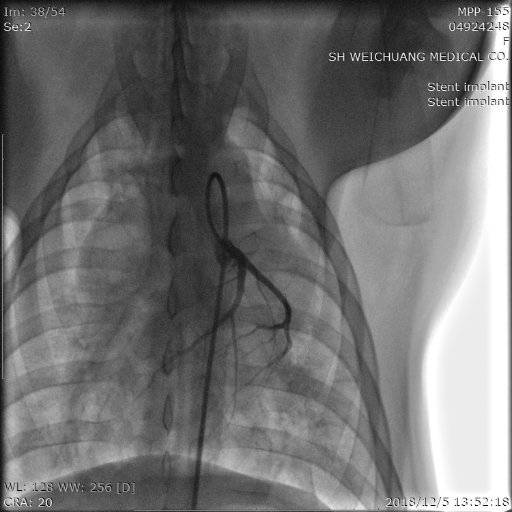 Im: 38/54
Se:2
MPP-155
04924248
F
SH WEICHUANG MEDICAL CO.
Stent implant
Stent implant
WL: 128 WW: 256 [D]
CRA: 20
2018/12/5 13:52:18